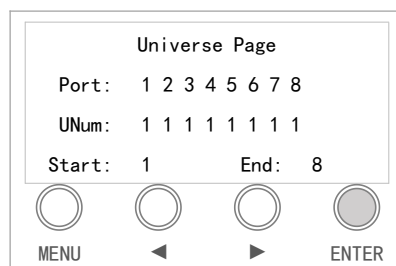 Universe Page
Port: 1 2 3 4 5 6 7 8
UNum: 1 1 1 1 1 1 1 1
Start: 1 End: 8
MENU ◀ ▶ ENTER